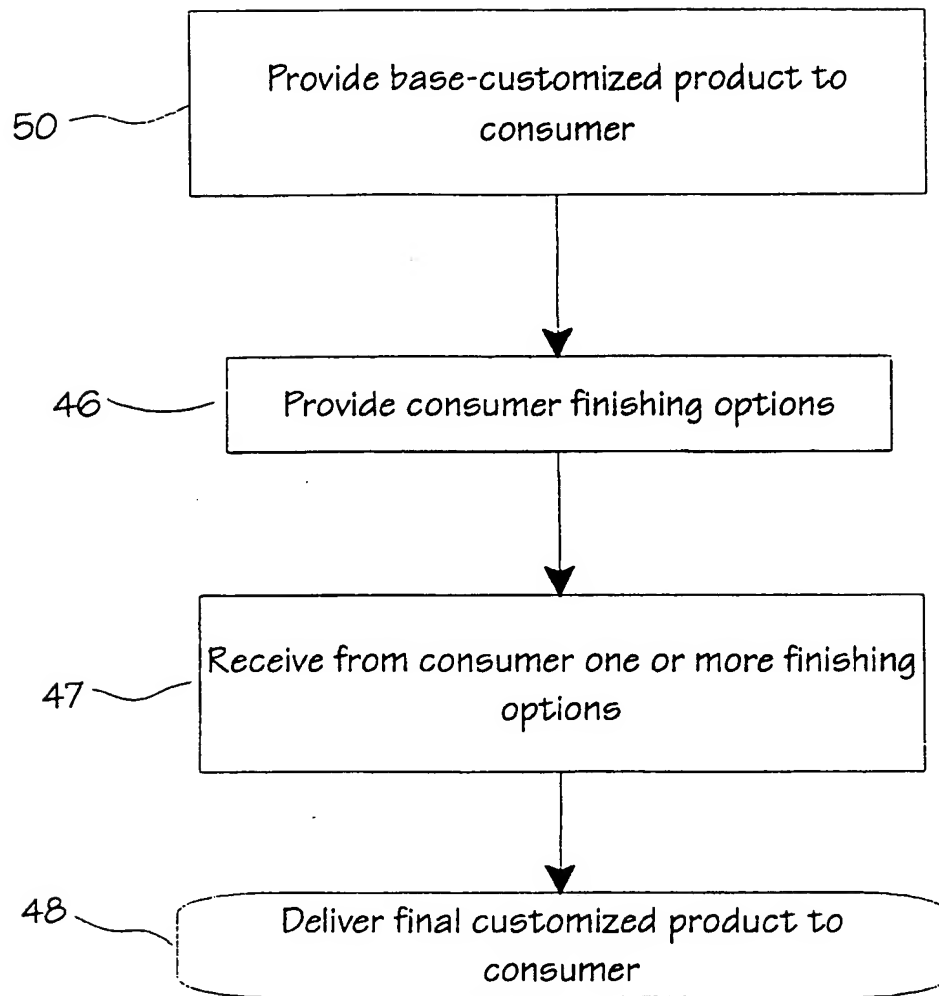 Provide base-customized product to
consumer
50
46
Provide consumer finishing options
Receive from consumer one or more finishing
options
47
48
Deliver final customized product to
consumer